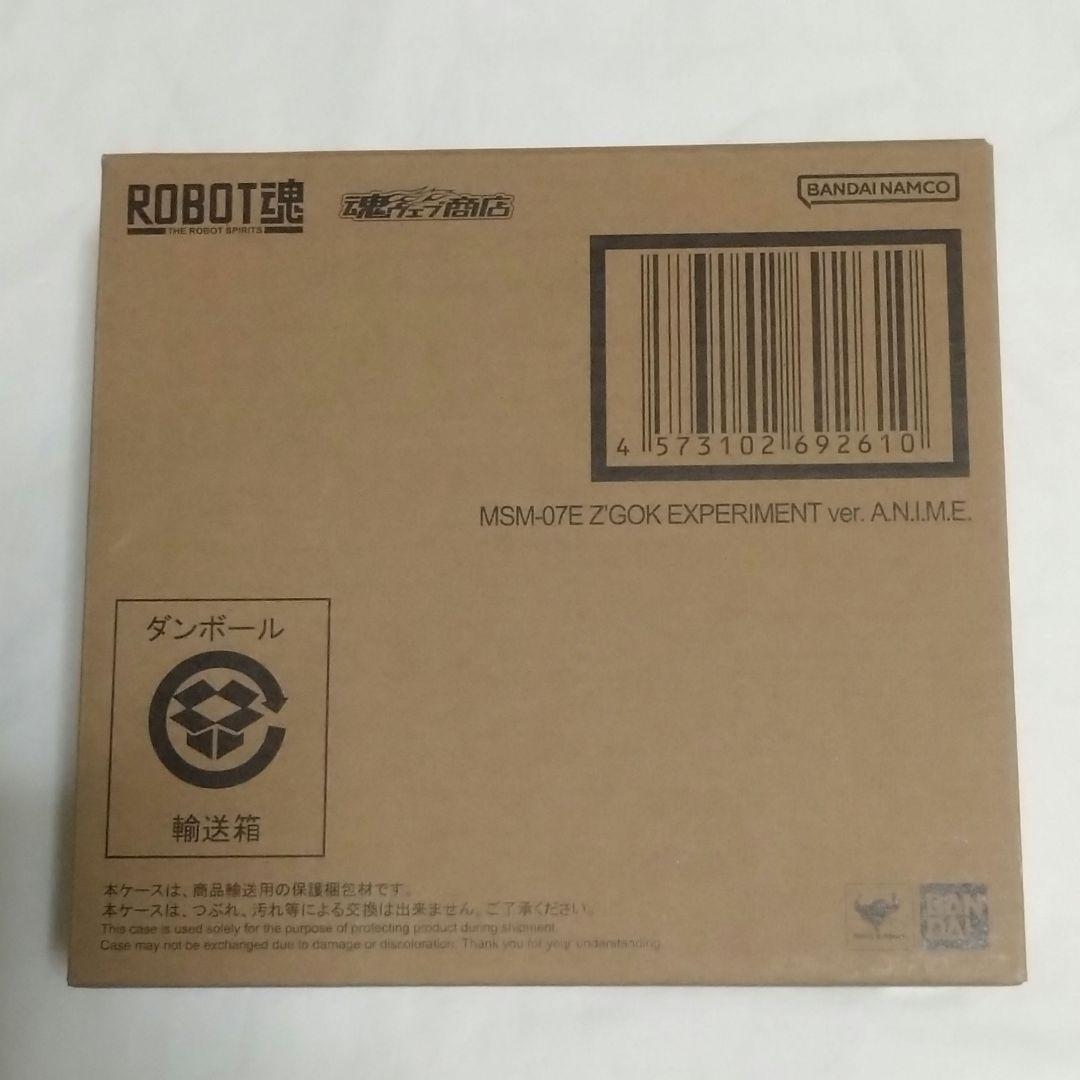 ROBOT魂
THE ROBOT SPIRITS
魂ウェブ商店
BANDAI NAMCO
4 573102 692610
MSM-07E Z'GOK EXPERIMENT ver. A.N.I.M.E.
ダンボール
輸送箱
本ケースは、商品輸送用の保護梱包材です。
本ケースは、つぶれ、汚れ等による交換は出来ません。ご了承ください。
This case is used solely for the purpose of protecting product during shipment.
Case may not be exchanged due to damage or discoloration. Thank you for your understanding.
BAN
DAI